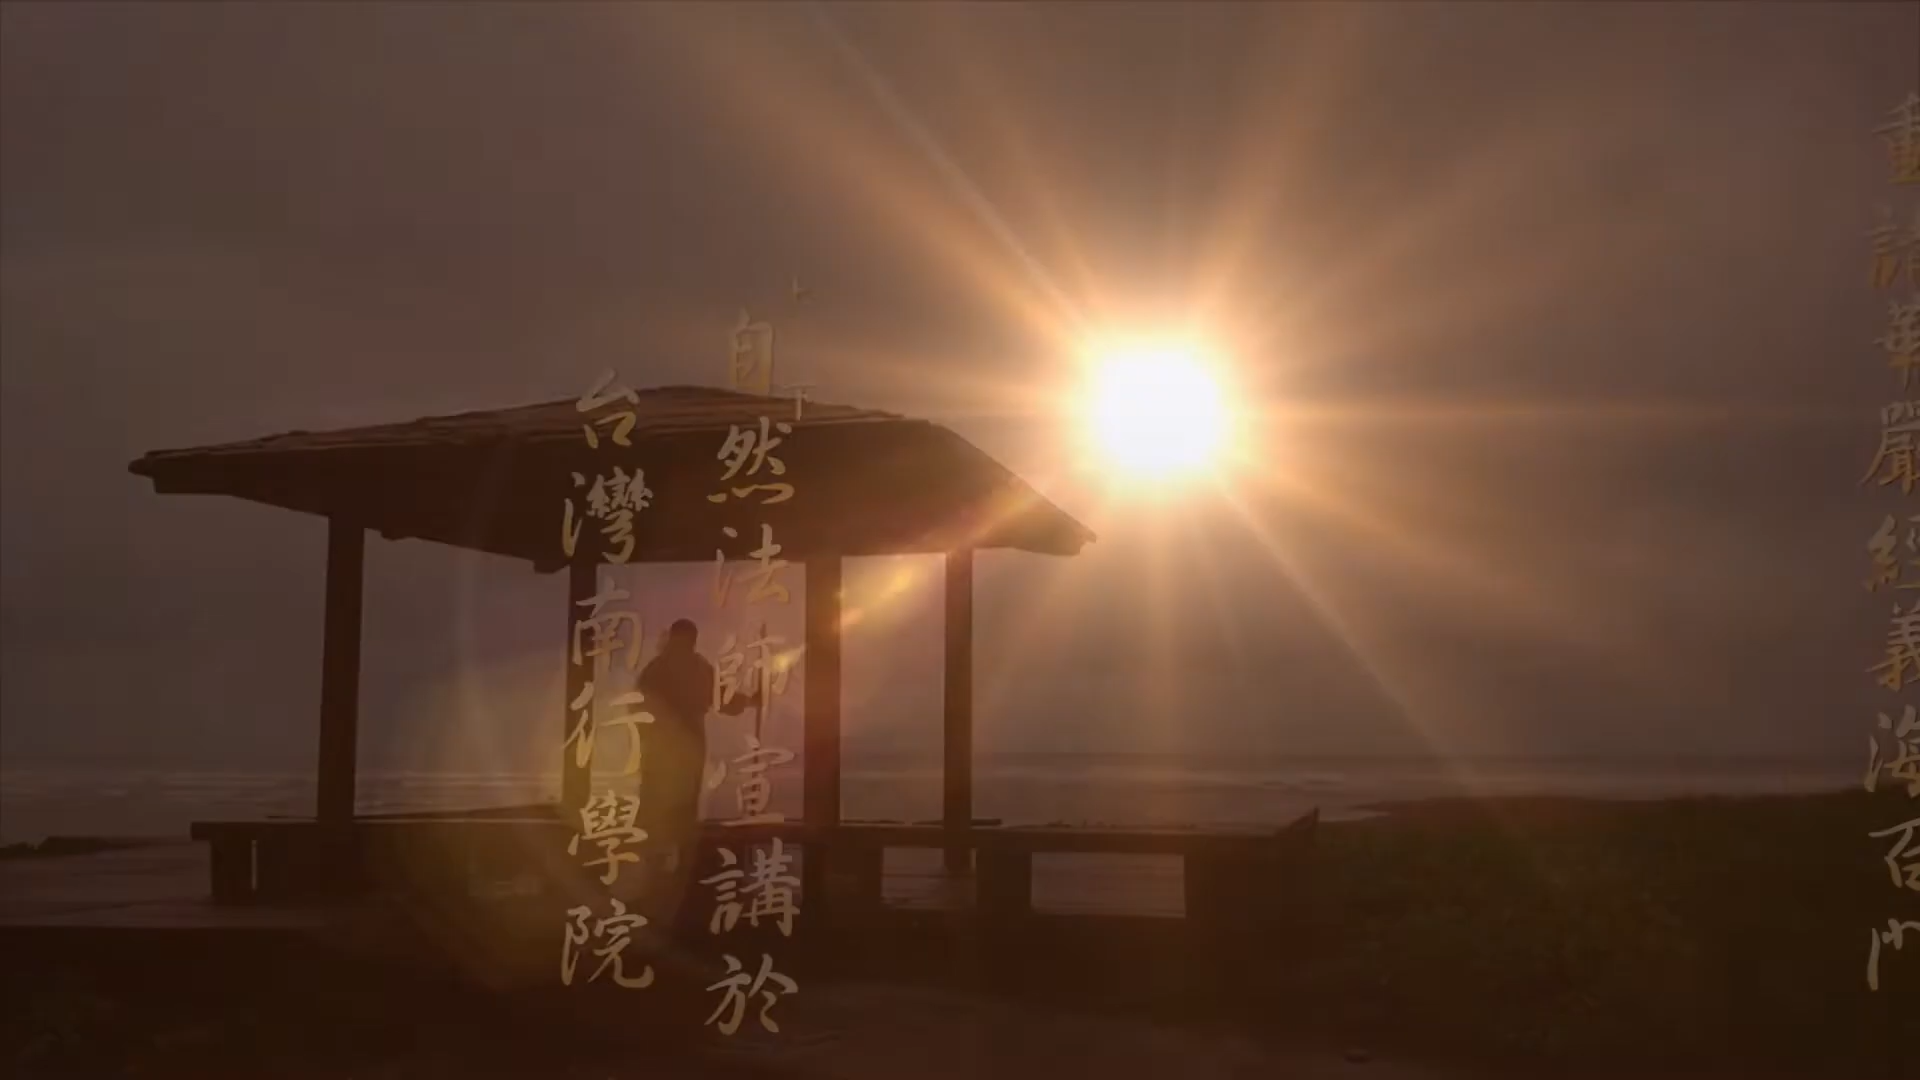 重講華嚴經義海百門
上自下然法師宣講於
台灣南行學院